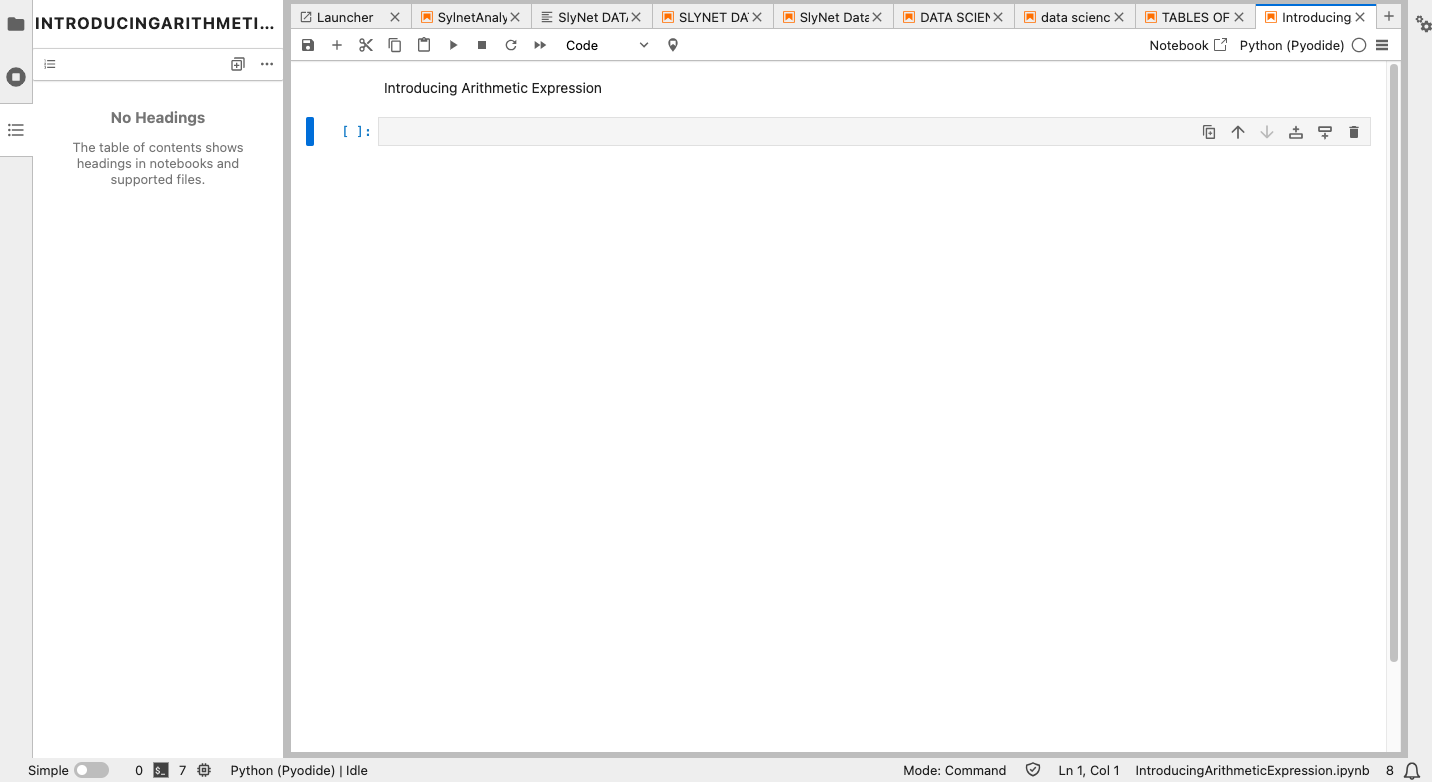 INTRODUCINGARITHMETI...
No Headings
The table of contents shows
headings in notebooks and
supported files.
Launcher
SylnetAnaly
SlyNet DATA
SLYNET DAT
SlyNet Data
DATA SCIEN
data scienc
TABLES OF
Introducing
Code
Notebook
Python (Pyodide)
Introducing Arithmetic Expression
[ ]:
Simple
0
$_
7
Python (Pyodide) | Idle
Mode: Command
Ln 1, Col 1
IntroducingArithmeticExpression.ipynb
8